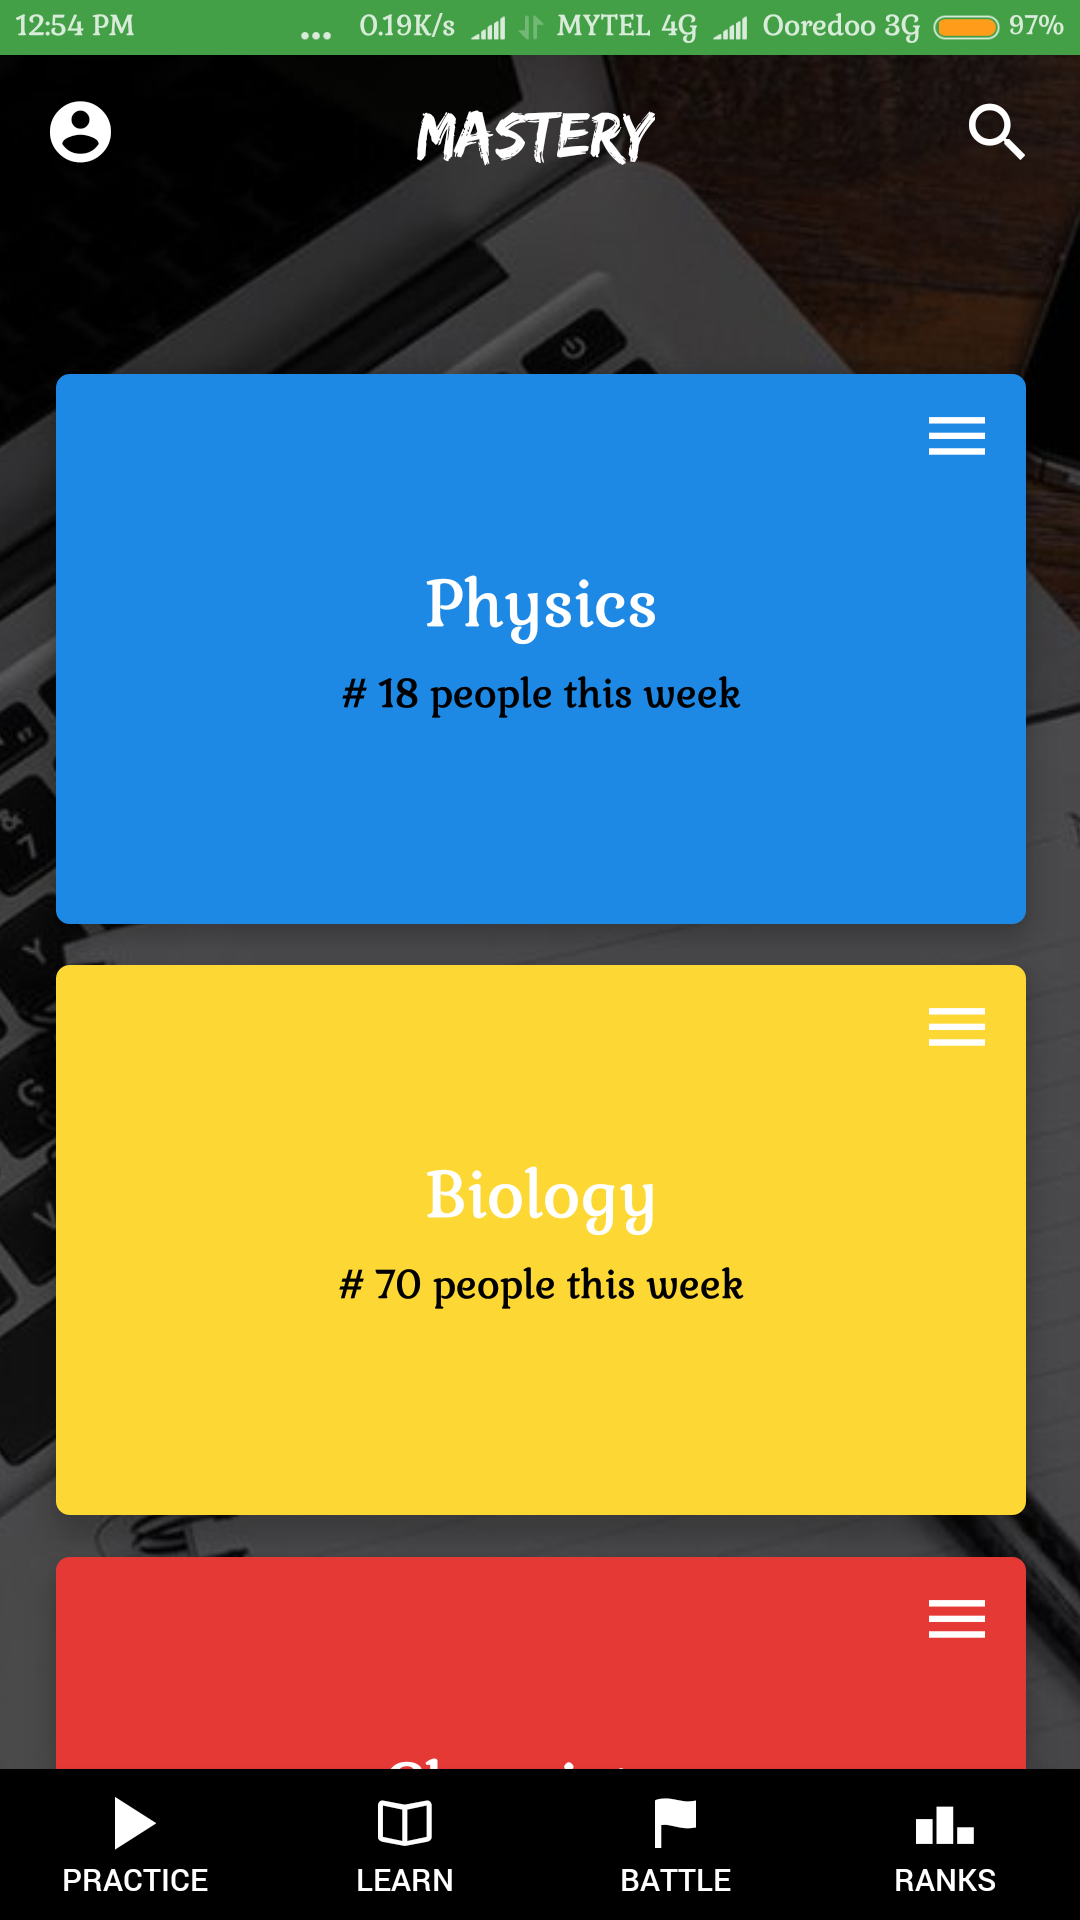 12:54 PM ... 0.19K/s MYTEL 4G Ooredoo 3G 97%
MASTERY
Physics
# 18 people this week
&
7
Y
Biology
# 70 people this week
PRACTICE LEARN BATTLE RANKS